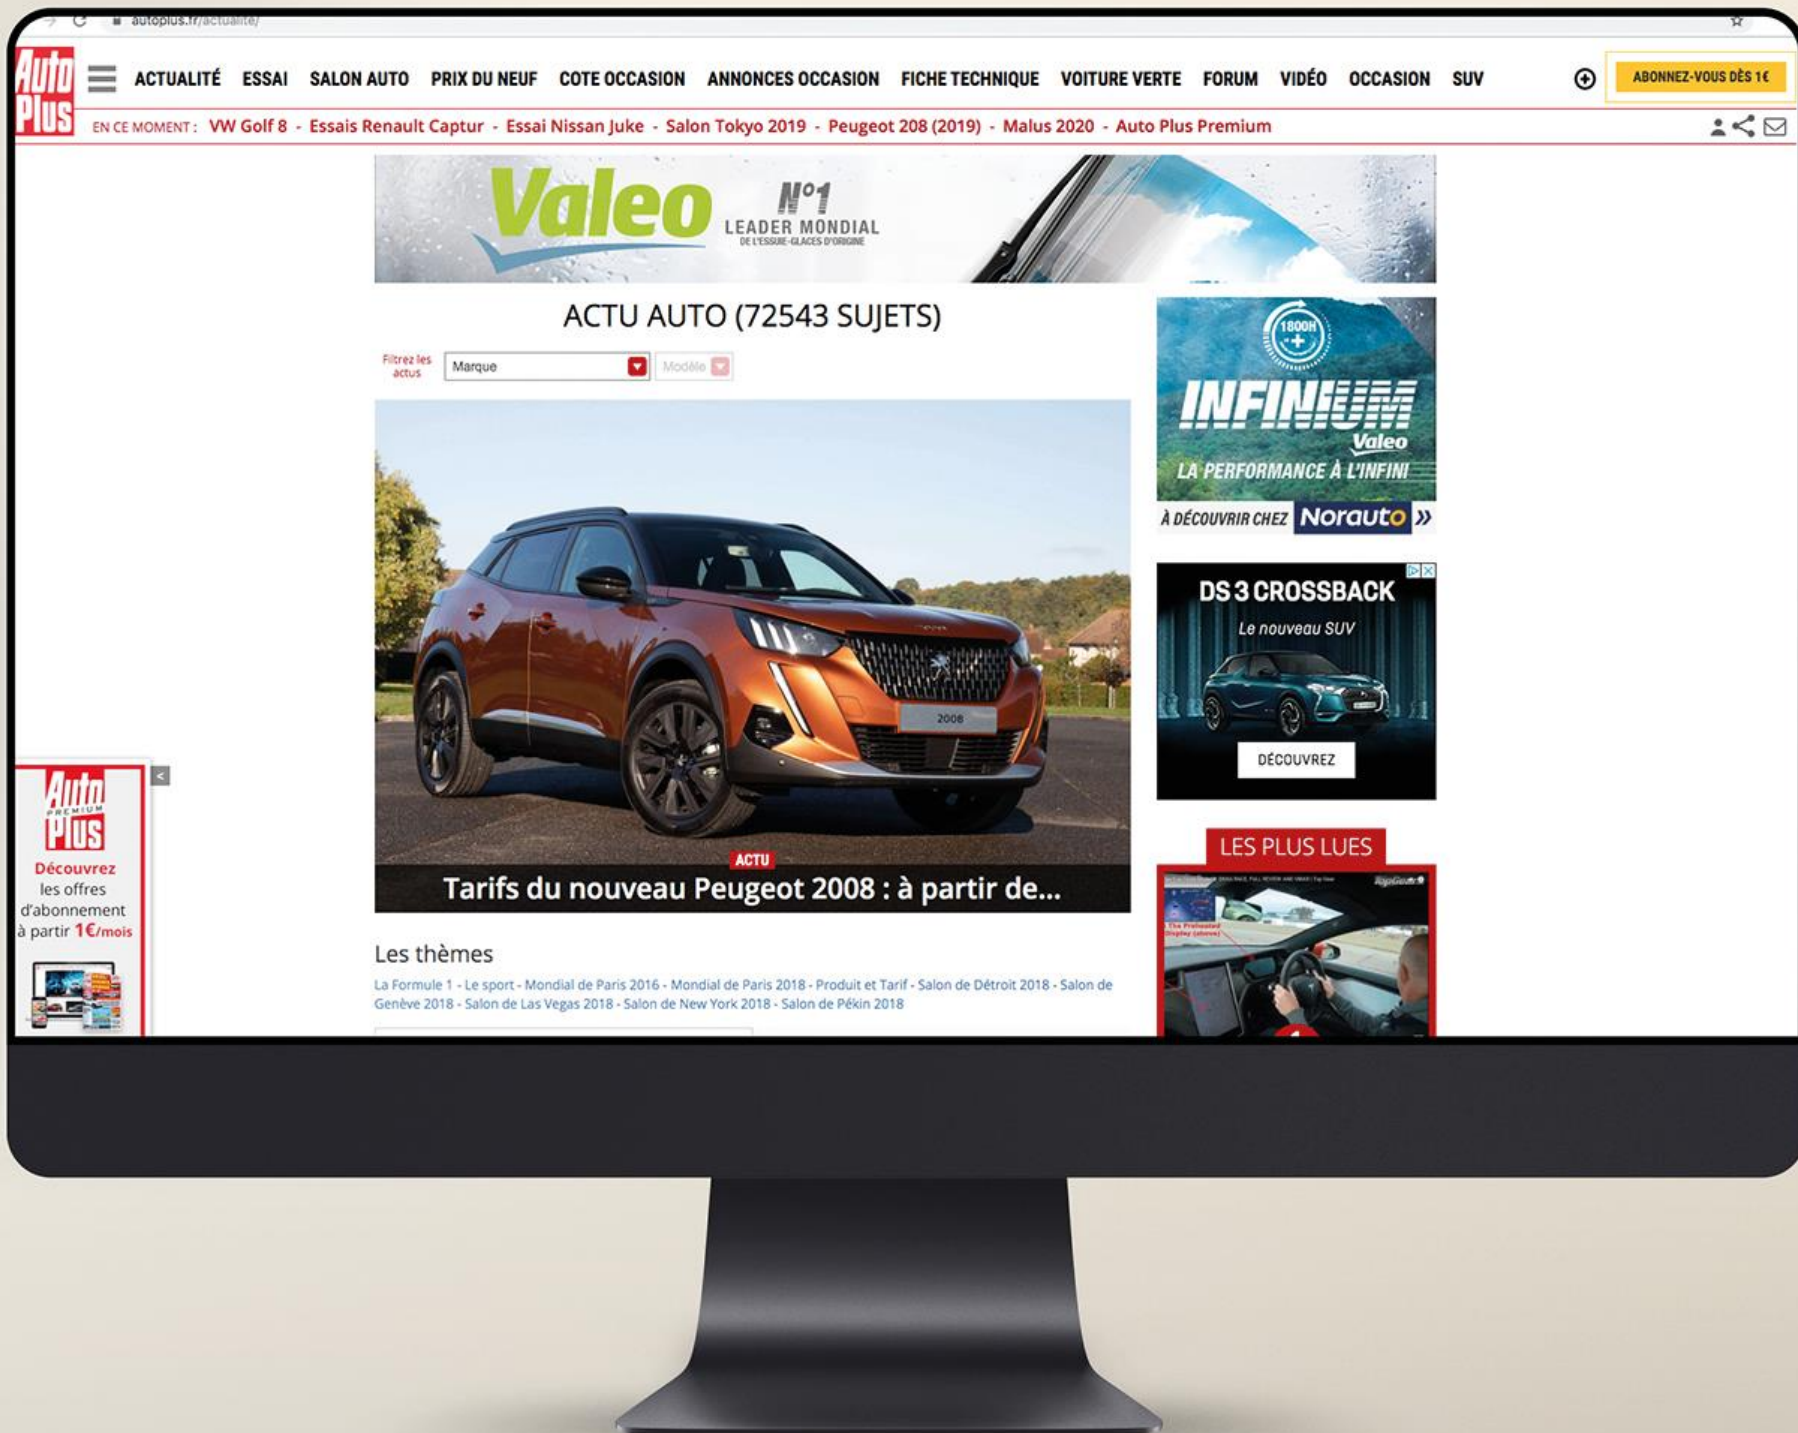 autoplus.fr/actualite/
Auto
Plus
ACTUALITÉ ESSAI SALON AUTO PRIX DU NEUF COTE OCCASION ANNONCES OCCASION FICHE TECHNIQUE VOITURE VERTE FORUM VIDÉO OCCASION SUV
ABONNEZ-VOUS DÈS 1€
EN CE MOMENT : VW Golf 8 - Essais Renault Captur - Essai Nissan Juke - Salon Tokyo 2019 - Peugeot 208 (2019) - Malus 2020 - Auto Plus Premium
Valeo
N°1
LEADER MONDIAL
DE L'ESSUIE-GLACES D'ORIGINE
ACTU AUTO (72543 SUJETS)
Filtrez les
actus
Marque
Modèle
2008
ACTU
Tarifs du nouveau Peugeot 2008 : à partir de...
Les thèmes
La Formule 1 - Le sport - Mondial de Paris 2016 - Mondial de Paris 2018 - Produit et Tarif - Salon de Détroit 2018 - Salon de
Genève 2018 - Salon de Las Vegas 2018 - Salon de New York 2018 - Salon de Pékin 2018
1800H
+
INFINIUM
Valeo
LA PERFORMANCE À L'INFINI
À DÉCOUVRIR CHEZ Norauto »
DS 3 CROSSBACK
Le nouveau SUV
DÉCOUVREZ
LES PLUS LUES
TopGear
The Preheated
Display (above)
Auto
PREMIUM
Plus
<
Découvrez
les offres
d'abonnement
à partir 1€/mois